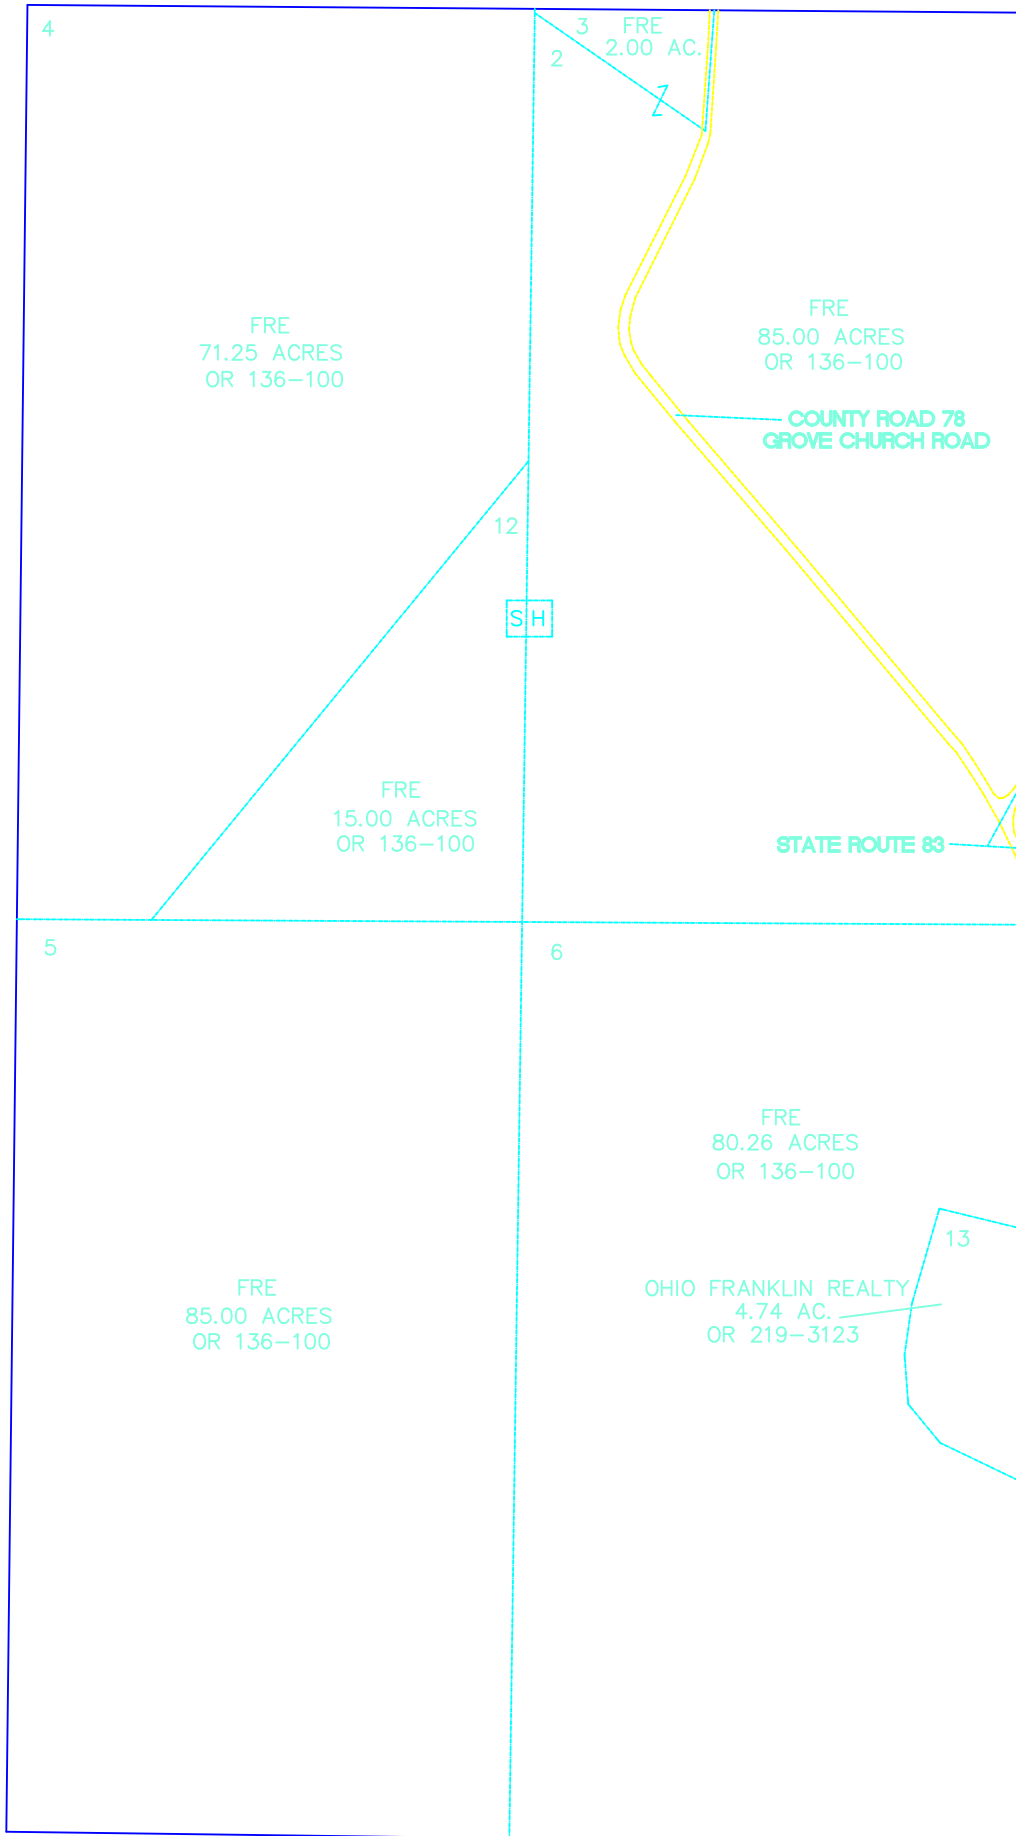 4
3 FRE
2.00 AC.
2
FRE
71.25 ACRES
OR 136-100
FRE
85.00 ACRES
OR 136-100
COUNTY ROAD 78
GROVE CHURCH ROAD
12
SH
FRE
15.00 ACRES
OR 136-100
STATE ROUTE 83
5
6
FRE
80.26 ACRES
OR 136-100
13
FRE
85.00 ACRES
OR 136-100
OHIO FRANKLIN REALTY
4.74 AC.
OR 219-3123